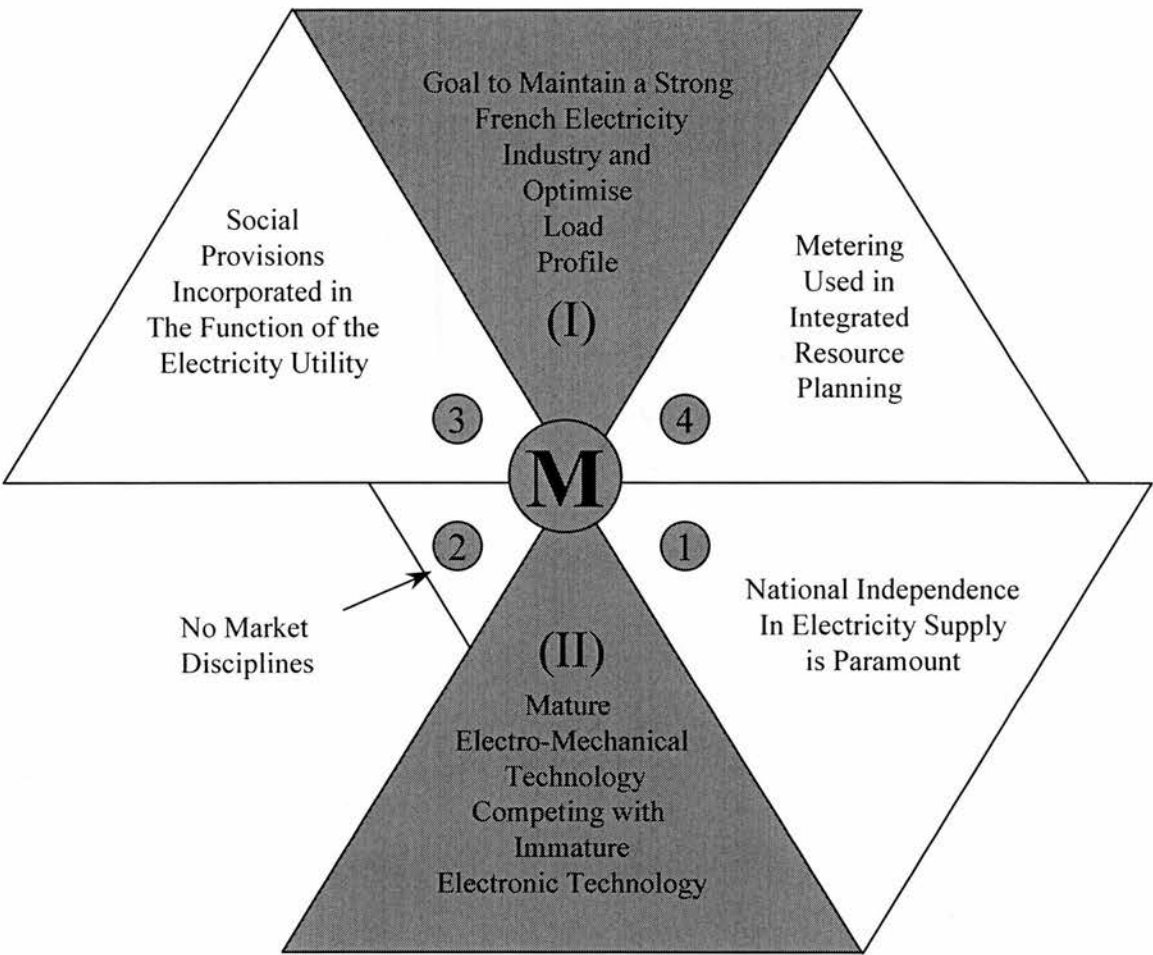 Goal to Maintain a Strong
French Electricity
Industry and
Optimise
Load
Profile
(I)
Social
Provisions
Incorporated in
The Function of the
Electricity Utility
3
Metering
Used in
Integrated
Resource
Planning
4
M
2
No Market
Disciplines
1
National Independence
In Electricity Supply
is Paramount
(II)
Mature
Electro-Mechanical
Technology
Competing with
Immature
Electronic Technology